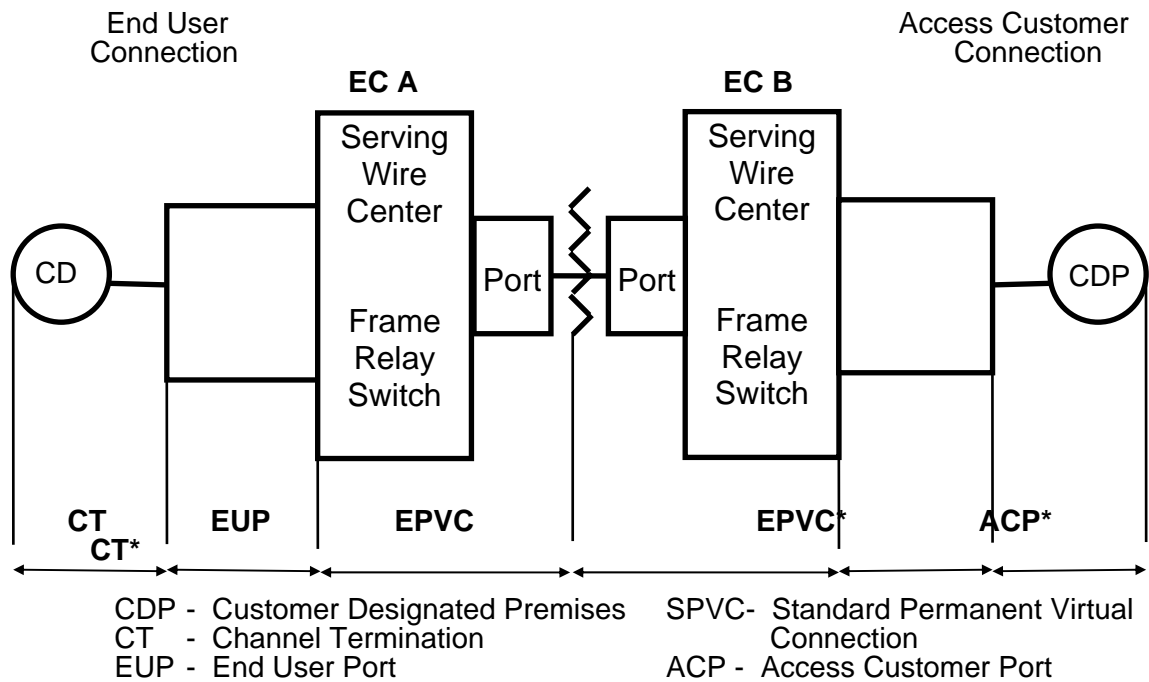 End User
Connection
Access Customer
Connection
EC A
EC B
Serving
Wire
Center
Frame
Relay
Switch
Serving
Wire
Center
Frame
Relay
Switch
CD
Port
Port
CDP
CT
CT*
EUP
EPVC
EPVC*
ACP*
CDP - Customer Designated Premises
CT - Channel Termination
EUP - End User Port
SPVC- Standard Permanent Virtual
Connection
ACP - Access Customer Port